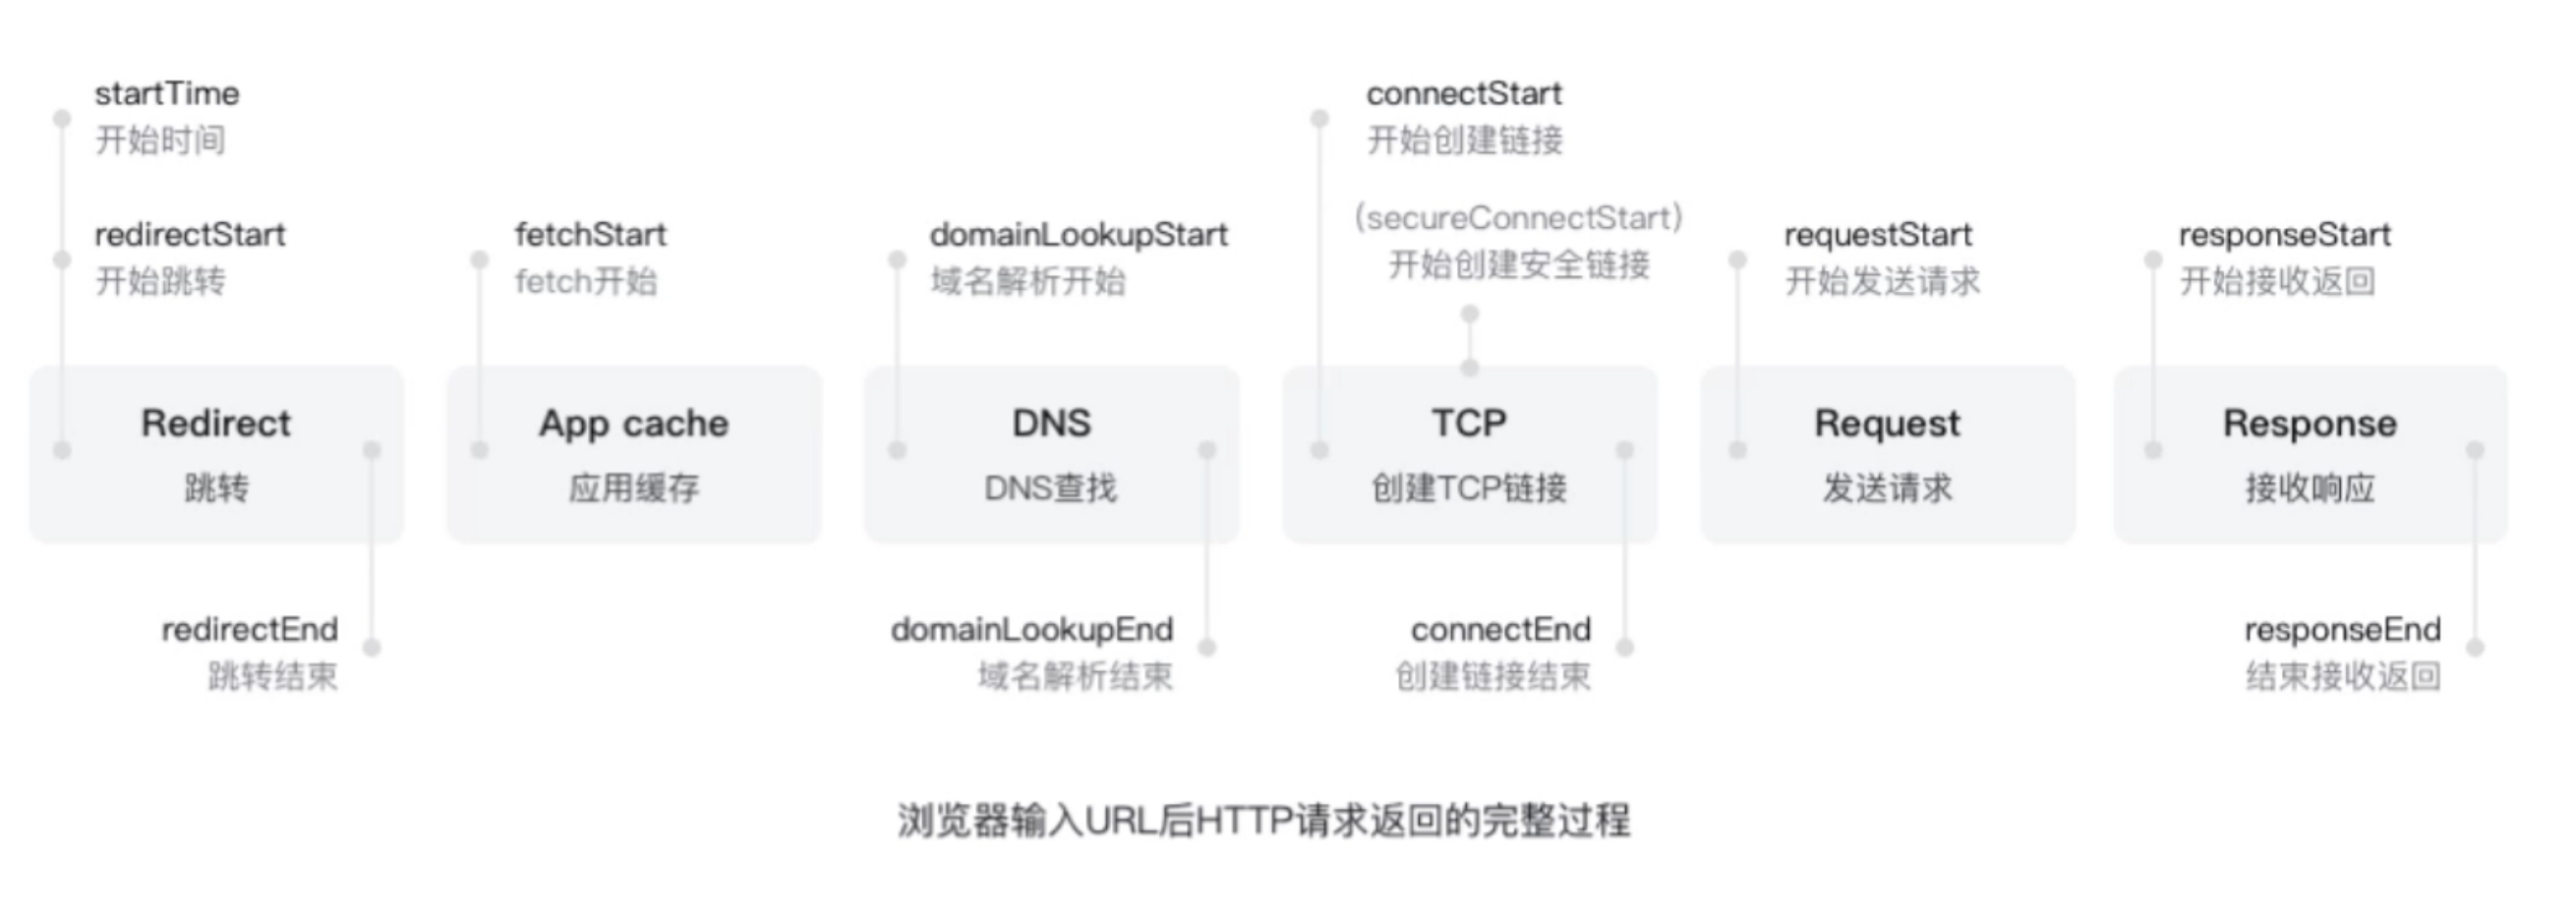 startTime
开始时间
connectStart
开始创建链接
redirectStart
开始跳转
fetchStart
fetch开始
domainLookupStart
域名解析开始
(secureConnectStart)
开始创建安全链接
requestStart
开始发送请求
responseStart
开始接收返回
Redirect
跳转
App cache
应用缓存
DNS
DNS查找
TCP
创建TCP链接
Request
发送请求
Response
接收响应
redirectEnd
跳转结束
domainLookupEnd
域名解析结束
connectEnd
创建链接结束
responseEnd
结束接收返回
浏览器输入URL后HTTP请求返回的完整过程